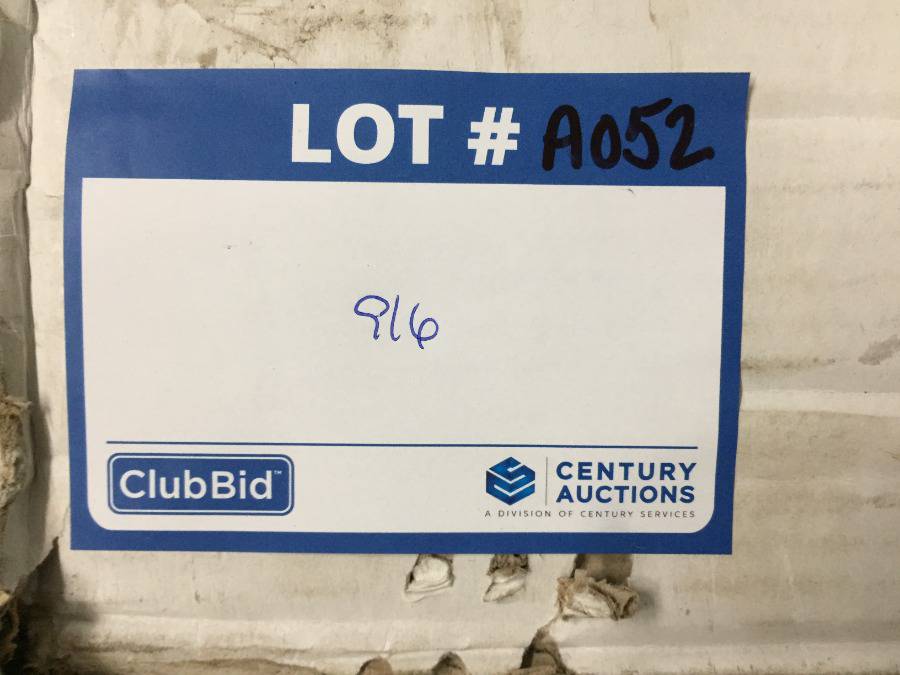 LOT # A052
916
ClubBid™
CENTURY
AUCTIONS
A DIVISION OF CENTURY SERVICES